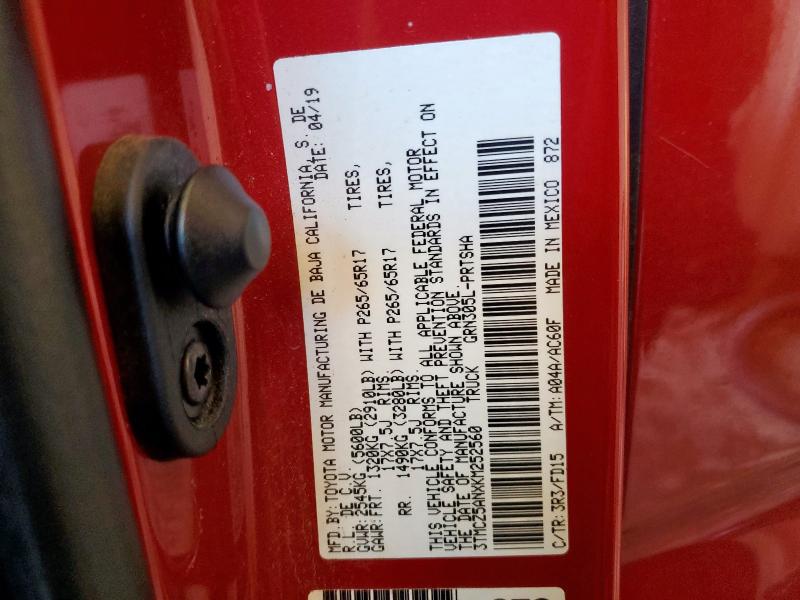 MFD.BY:TOYOTA MOTOR MANUFACTURING DE BAJA CALIFORNIA, S. DE
R.L. DE C.V. DATE: 04/19
GVWR:2545KG (5600LB)
GAWR:FRT. 1320KG (2910LB) WITH P265/65R17 TIRES,
17X7.5J RIMS,
RR. 1490KG (3280LB) WITH P265/65R17 TIRES,
17X7.5J RIMS.
THIS VEHICLE CONFORMS TO ALL APPLICABLE FEDERAL MOTOR
VEHICLE SAFETY AND THEFT PREVENTION STANDARDS IN EFFECT ON
THE DATE OF MANUFACTURE SHOWN ABOVE.
3TMCZ5ANXKM252560 TRUCK GRN305L-PRTSHA
C/TR:3R3/FD15 A/TM:A04A/AC60F MADE IN MEXICO 872